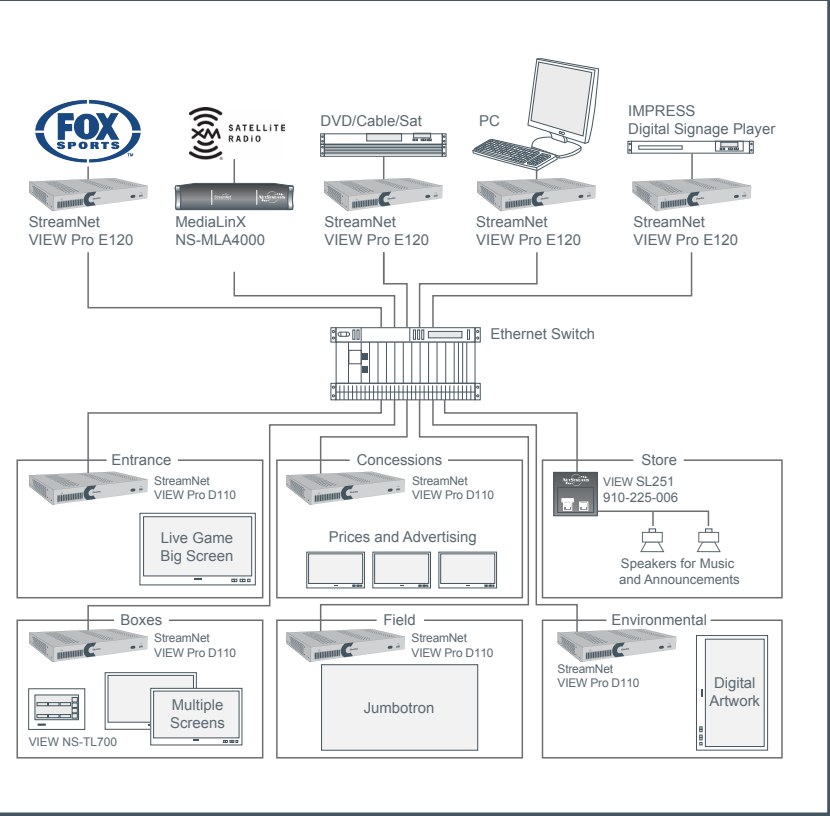 FOX
SPORTS
™
XM
SATELLITE
RADIO
DVD/Cable/Sat
PC
IMPRESS
Digital Signage Player
StreamNet
VIEW Pro E120
MediaLinX
NS-MLA4000
StreamNet
VIEW Pro E120
StreamNet
VIEW Pro E120
StreamNet
VIEW Pro E120
Ethernet Switch
Entrance
StreamNet
VIEW Pro D110
Live Game
Big Screen
Concessions
StreamNet
VIEW Pro D110
Prices and Advertising
Store
VIEW SL251
910-225-006
Speakers for Music
and Announcements
Boxes
StreamNet
VIEW Pro D110
VIEW NS-TL700
Multiple
Screens
Field
StreamNet
VIEW Pro D110
Jumbotron
Environmental
StreamNet
VIEW Pro D110
Digital
Artwork